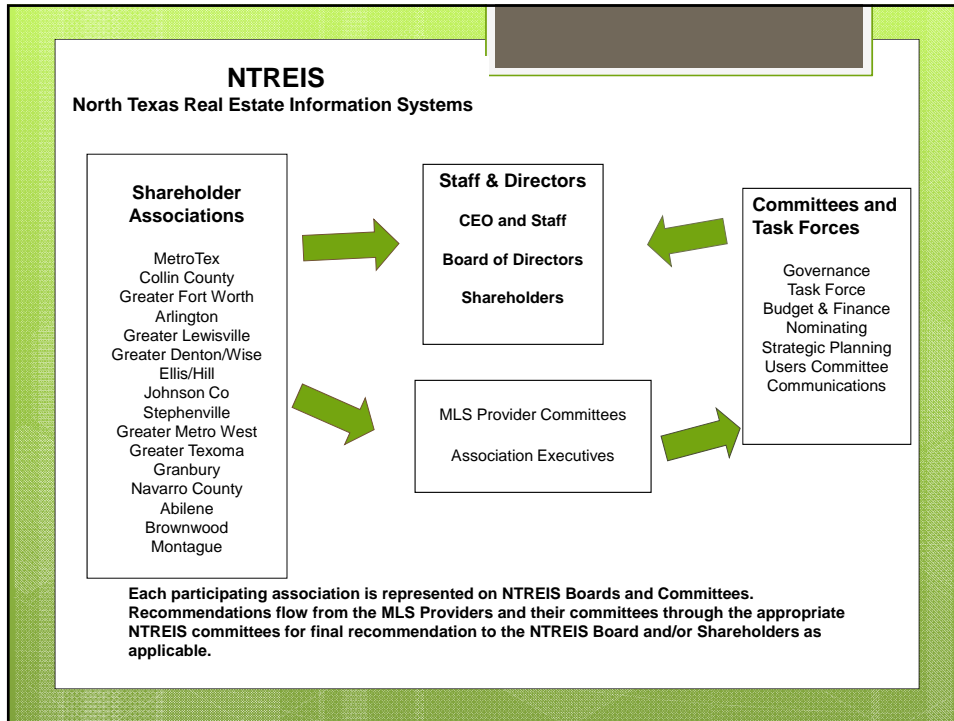 NTREIS
North Texas Real Estate Information Systems
Shareholder
Associations
MetroTex
Collin County
Greater Fort Worth
Arlington
Greater Lewisville
Greater Denton/Wise
Ellis/Hill
Johnson Co
Stephenville
Greater Metro West
Greater Texoma
Granbury
Navarro County
Abilene
Brownwood
Montague
Staff & Directors
CEO and Staff
Board of Directors
Shareholders
MLS Provider Committees
Association Executives
Committees and
Task Forces
Governance
Task Force
Budget & Finance
Nominating
Strategic Planning
Users Committee
Communications
Each participating association is represented on NTREIS Boards and Committees.
Recommendations flow from the MLS Providers and their committees through the appropriate
NTREIS committees for final recommendation to the NTREIS Board and/or Shareholders as
applicable.